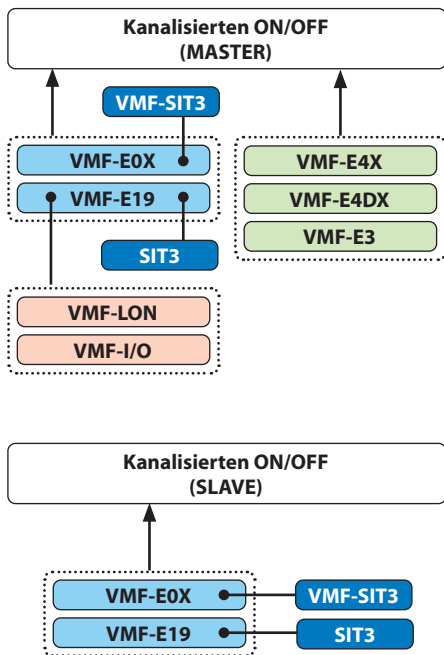 Kanalisierten ON/OFF
(MASTER)
VMF-SIT3
VMF-E0X
VMF-E19
SIT3
VMF-LON
VMF-I/O
VMF-E4X
VMF-E4DX
VMF-E3
Kanalisierten ON/OFF
(SLAVE)
VMF-E0X
VMF-SIT3
VMF-E19
SIT3